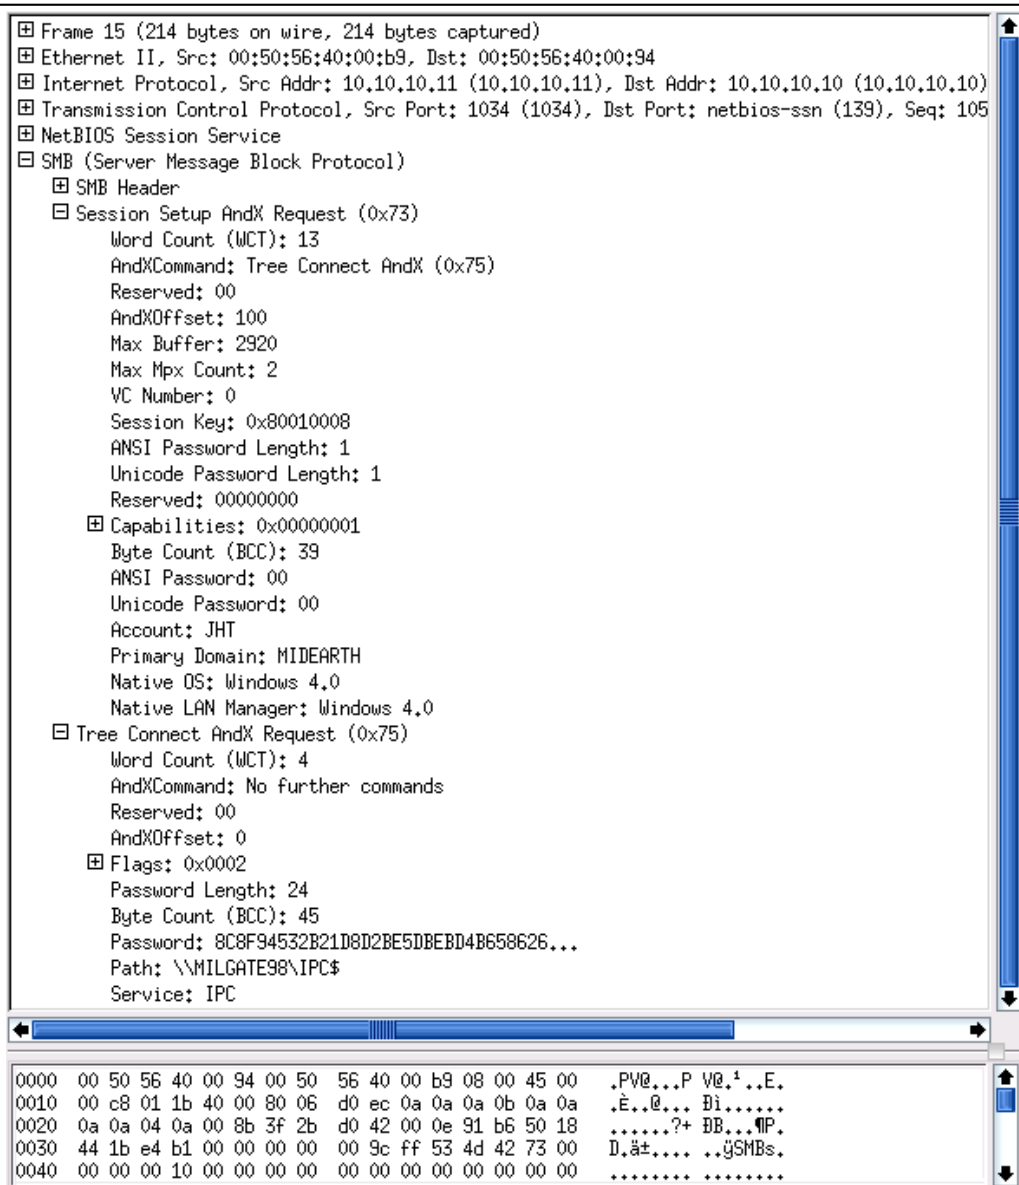 Frame 15 (214 bytes on wire, 214 bytes captured)
Ethernet II, Src: 00:50:56:40:00:b9, Dst: 00:50:56:40:00:94
Internet Protocol, Src Addr: 10.10.10.11 (10.10.10.11), Dst Addr: 10.10.10.10 (10.10.10.10)
Transmission Control Protocol, Src Port: 1034 (1034), Dst Port: netbios-ssn (139), Seq: 105
NetBIOS Session Service
SMB (Server Message Block Protocol)
SMB Header
Session Setup AndX Request (0x73)
Word Count (WCT): 13
AndXCommand: Tree Connect AndX (0x75)
Reserved: 00
AndXOffset: 100
Max Buffer: 2920
Max Mpx Count: 2
VC Number: 0
Session Key: 0x80010008
ANSI Password Length: 1
Unicode Password Length: 1
Reserved: 00000000
Capabilities: 0x00000001
Byte Count (BCC): 39
ANSI Password: 00
Unicode Password: 00
Account: JHT
Primary Domain: MIDEARTH
Native OS: Windows 4.0
Native LAN Manager: Windows 4.0
Tree Connect AndX Request (0x75)
Word Count (WCT): 4
AndXCommand: No further commands
Reserved: 00
AndXOffset: 0
Flags: 0x0002
Password Length: 24
Byte Count (BCC): 45
Password: 8C8F94532B21D8D2BE5DBEBD4B658626...
Path: \\MILGATE98\IPC$
Service: IPC
0000 00 50 56 40 00 94 00 50 56 40 00 b9 08 00 45 00 .PV@...P V@.¹..E.
0010 00 c8 01 1b 40 00 80 06 d0 ec 0a 0a 0a 0b 0a 0a .È..@... Ðì......
0020 0a 0a 04 0a 00 8b 3f 2b d0 42 00 0e 91 b6 50 18 ......?+ ÐB...¶P.
0030 44 1b e4 b1 00 00 00 00 00 9c ff 53 4d 42 73 00 D.ä±.... ..ÿSMBs.
0040 00 00 00 10 00 00 00 00 00 00 00 00 00 00 00 00 ........ ........